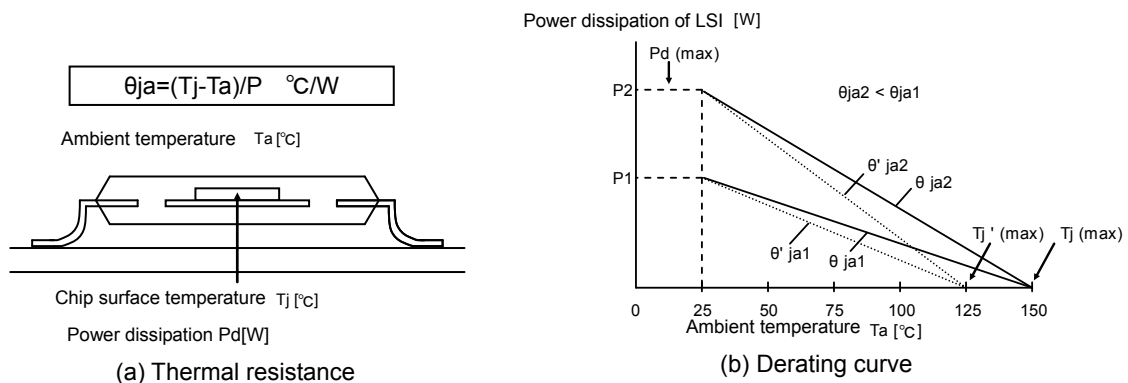 θja=(Tj-Ta)/P °C/W
Ambient temperature Ta [°C]
Chip surface temperature Tj [°C]
Power dissipation Pd[W]
(a) Thermal resistance
Power dissipation of LSI [W]
Pd (max)
P2
θja2 < θja1
θ' ja2
θ ja2
P1
Tj ' (max)
Tj (max)
θ' ja1
θ ja1
0 25 50 75 100 125 150
Ambient temperature Ta [°C]
(b) Derating curve